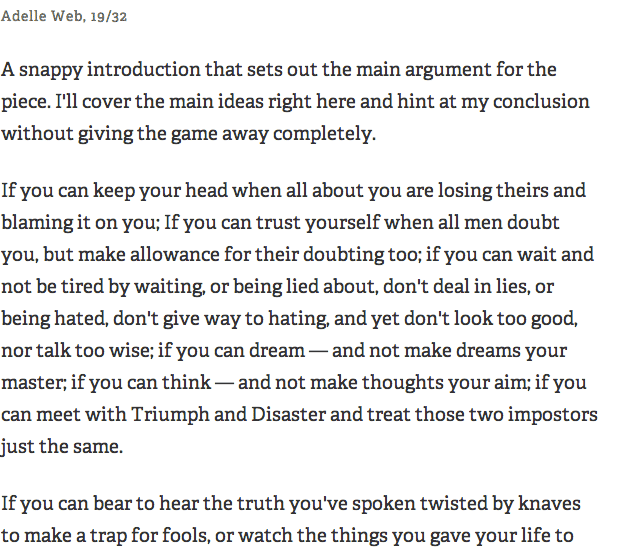 Adelle Web, 19/32
A snappy introduction that sets out the main argument for the
piece. I'll cover the main ideas right here and hint at my conclusion
without giving the game away completely.
If you can keep your head when all about you are losing theirs and
blaming it on you; If you can trust yourself when all men doubt
you, but make allowance for their doubting too; if you can wait and
not be tired by waiting, or being lied about, don't deal in lies, or
being hated, don't give way to hating, and yet don't look too good,
nor talk too wise; if you can dream — and not make dreams your
master; if you can think — and not make thoughts your aim; if you
can meet with Triumph and Disaster and treat those two impostors
just the same.
If you can bear to hear the truth you've spoken twisted by knaves
to make a trap for fools, or watch the things you gave your life to